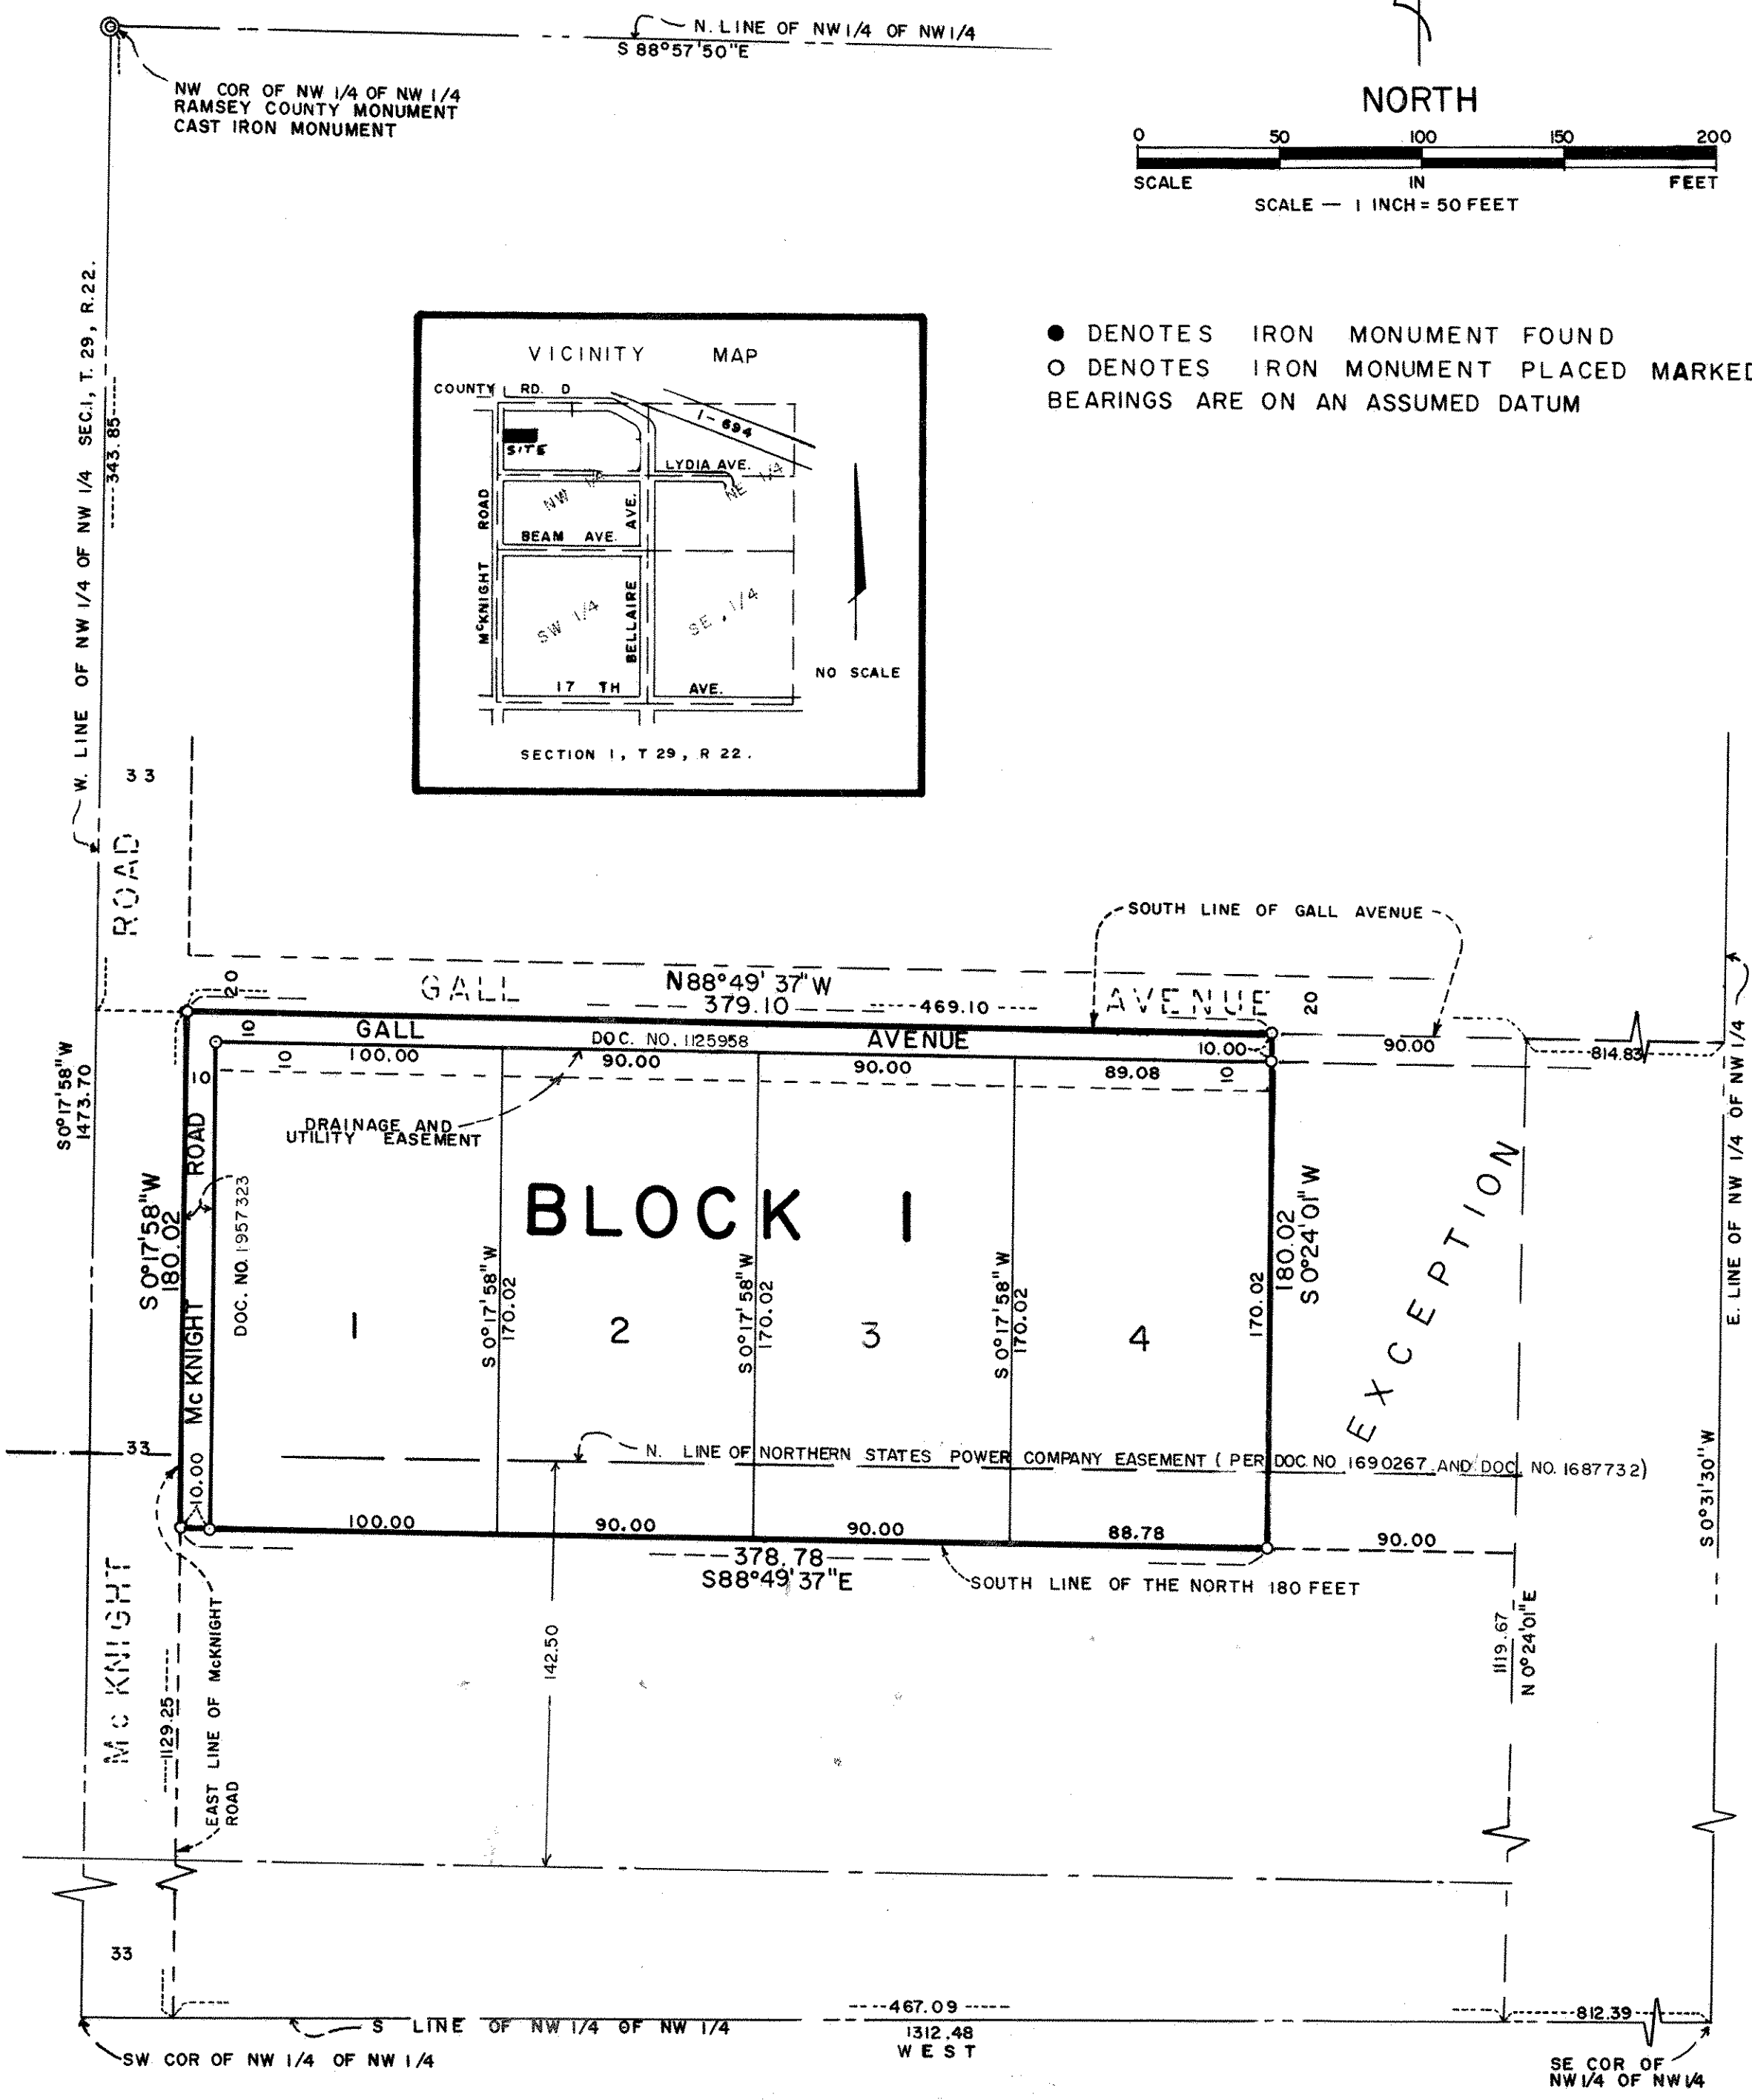 N. LINE OF NW 1/4 OF NW 1/4
S 88°57'50"E
NW COR OF NW 1/4 OF NW 1/4
RAMSEY COUNTY MONUMENT
CAST IRON MONUMENT
NORTH
0 50 100 150 200
SCALE IN FEET
SCALE — 1 INCH = 50 FEET
W. LINE OF NW 1/4 OF NW 1/4 SEC.1, T. 29, R.22.
343.85
● DENOTES IRON MONUMENT FOUND
○ DENOTES IRON MONUMENT PLACED MARKED
BEARINGS ARE ON AN ASSUMED DATUM
VICINITY MAP
COUNTY RD. D
I-694
SITE
LYDIA AVE.
NW 1/4
NE 1/4
McKNIGHT ROAD
BEAM AVE.
BELLAIRE AVE.
SW 1/4
SE. 1/4
NO SCALE
17 TH AVE.
SECTION 1, T 29, R 22.
33
ROAD
SOUTH LINE OF GALL AVENUE
20
GALL
N88°49'37"W
379.10
469.10
AVENUE
20
10
GALL
DOC. NO. 1125958
AVENUE
10.00
90.00
814.83
10
100.00
90.00
90.00
89.08
10
10
S0°17'58"W
1473.70
DRAINAGE AND
UTILITY EASEMENT
McKNIGHT ROAD
DOC. NO. 1957323
S 0°17'58"W
180.02
BLOCK 1
S 0°17'58"W
170.02
S 0°17'58"W
170.02
S 0°17'58"W
170.02
170.02
180.02
S 0°24'01"W
EXCEPTION
E. LINE OF NW 1/4 OF NW 1/4
1
2
3
4
33
10.00
N. LINE OF NORTHERN STATES POWER COMPANY EASEMENT ( PER DOC. NO 1690267 AND DOC. NO. 1687732)
S 0°31'30"W
100.00
90.00
90.00
88.78
90.00
378.78
S88°49'37"E
SOUTH LINE OF THE NORTH 180 FEET
McKNIGHT
1129.25
EAST LINE OF McKNIGHT
ROAD
142.50
1119.67
N 0°24'01"E
33
467.09
812.39
S LINE OF NW 1/4 OF NW 1/4
1312.48
WEST
SW COR OF NW 1/4 OF NW 1/4
SE COR OF
NW 1/4 OF NW 1/4